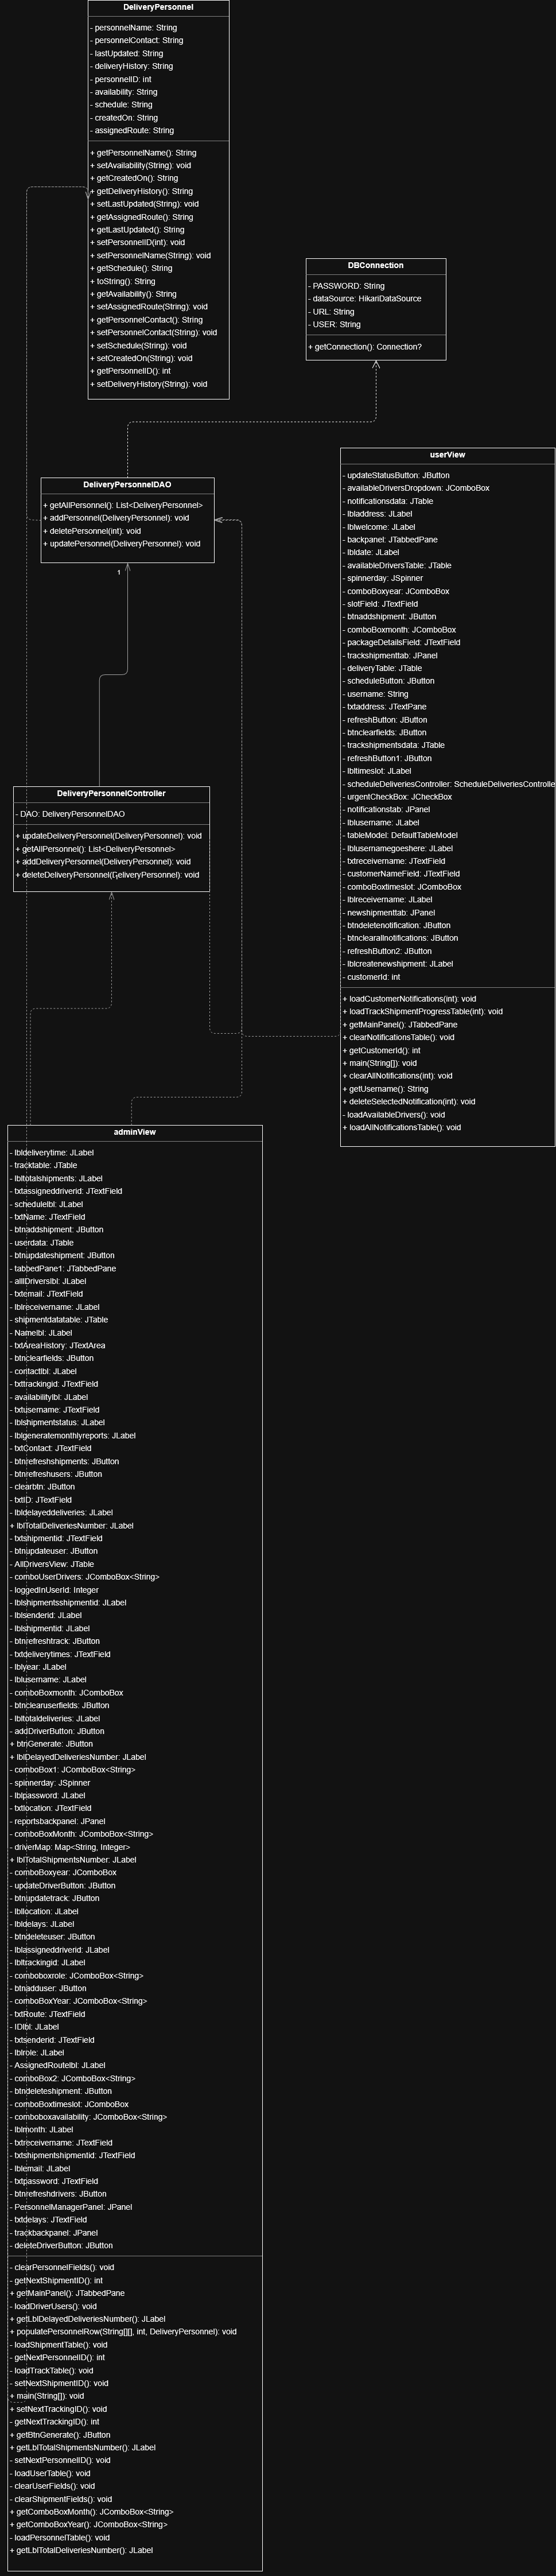 DeliveryPersonnel
- personnelName: String
- personnelContact: String
- lastUpdated: String
- deliveryHistory: String
- personnelID: int
- availability: String
- schedule: String
- createdOn: String
- assignedRoute: String
+ getPersonnelName(): String
+ setAvailability(String): void
+ getCreatedOn(): String
+ getDeliveryHistory(): String
+ setLastUpdated(String): void
+ getAssignedRoute(): String
+ getLastUpdated(): String
+ setPersonnelID(int): void
+ setPersonnelName(String): void
+ getSchedule(): String
+ toString(): String
+ getAvailability(): String
+ setAssignedRoute(String): void
+ getPersonnelContact(): String
+ setPersonnelContact(String): void
+ setSchedule(String): void
+ setCreatedOn(String): void
+ getPersonnelID(): int
+ setDeliveryHistory(String): void
DBConnection
- PASSWORD: String
- dataSource: HikariDataSource
- URL: String
- USER: String
+ getConnection(): Connection?
DeliveryPersonnelDAO
+ getAllPersonnel(): List<DeliveryPersonnel>
+ addPersonnel(DeliveryPersonnel): void
+ deletePersonnel(int): void
+ updatePersonnel(DeliveryPersonnel): void
1
userView
- updateStatusButton: JButton
- availableDriversDropdown: JComboBox
- notificationsdata: JTable
- lbladdress: JLabel
- lblwelcome: JLabel
- backpanel: JTabbedPane
- lbldate: JLabel
- availableDriversTable: JTable
- spinnerday: JSpinner
- comboBoxyear: JComboBox
- slotField: JTextField
- btnaddshipment: JButton
- comboBoxmonth: JComboBox
- packageDetailsField: JTextField
- trackshipmenttab: JPanel
- deliveryTable: JTable
- scheduleButton: JButton
- username: String
- txtaddress: JTextPane
- refreshButton: JButton
- btnclearfields: JButton
- trackshipmentsdata: JTable
- refreshButton1: JButton
- lbltimeslot: JLabel
- scheduleDeliveriesController: ScheduleDeliveriesControlle
- urgentCheckBox: JCheckBox
- notificationstab: JPanel
- lblusername: JLabel
- tableModel: DefaultTableModel
- lblusernamegoeshere: JLabel
- txtreceivername: JTextField
- customerNameField: JTextField
- comboBoxtimeslot: JComboBox
- lblreceivername: JLabel
- newshipmenttab: JPanel
- btndeletenotification: JButton
- btnclearallnotifications: JButton
- refreshButton2: JButton
- lblcreatenewshipment: JLabel
- customerId: int
+ loadCustomerNotifications(int): void
+ loadTrackShipmentProgressTable(int): void
+ getMainPanel(): JTabbedPane
+ clearNotificationsTable(): void
+ getCustomerId(): int
+ main(String[]): void
+ clearAllNotifications(int): void
+ getUsername(): String
+ deleteSelectedNotification(int): void
- loadAvailableDrivers(): void
+ loadAllNotificationsTable(): void
DeliveryPersonnelController
- DAO: DeliveryPersonnelDAO
+ updateDeliveryPersonnel(DeliveryPersonnel): void
+ getAllPersonnel(): List<DeliveryPersonnel>
+ addDeliveryPersonnel(DeliveryPersonnel): void
+ deleteDeliveryPersonnel(DeliveryPersonnel): void
adminView
- lbldeliverytime: JLabel
- tracktable: JTable
- lbltotalshipments: JLabel
- txtassigneddriverid: JTextField
- schedulelbl: JLabel
- txtName: JTextField
- btnaddshipment: JButton
- userdata: JTable
- btnupdateshipment: JButton
- tabbedPane1: JTabbedPane
- allIDriverslbl: JLabel
- txtemail: JTextField
- lblreceivername: JLabel
- shipmentdatatable: JTable
- Namelbl: JLabel
- txtAreaHistory: JTextArea
- btnclearfields: JButton
- contactlbl: JLabel
- txttrackingid: JTextField
- availabilitylbl: JLabel
- txtusername: JTextField
- lblshipmentstatus: JLabel
- lblgeneratemonthlyreports: JLabel
- txtContact: JTextField
- btnrefreshshipments: JButton
- btnrefreshusers: JButton
- clearbtn: JButton
- txtID: JTextField
- lbldelayeddeliveries: JLabel
+ lblTotalDeliveriesNumber: JLabel
- txtshipmentid: JTextField
- btnupdateuser: JButton
- AllDriversView: JTable
- comboUserDrivers: JComboBox<String>
- loggedInUserId: Integer
- lblshipmentsshipmentid: JLabel
- lblsenderid: JLabel
- lblshipmentid: JLabel
- btnrefreshtrack: JButton
- txtdeliverytimes: JTextField
- lblyear: JLabel
- lblusername: JLabel
- comboBoxmonth: JComboBox
- btnclearuserfields: JButton
- lbltotaldeliveries: JLabel
- addDriverButton: JButton
+ btnGenerate: JButton
+ lblDelayedDeliveriesNumber: JLabel
- comboBox1: JComboBox<String>
- spinnerday: JSpinner
- lblpassword: JLabel
- txtlocation: JTextField
- reportsbackpanel: JPanel
- comboBoxMonth: JComboBox<String>
- driverMap: Map<String, Integer>
+ lblTotalShipmentsNumber: JLabel
- comboBoxyear: JComboBox
- updateDriverButton: JButton
- btnupdatetrack: JButton
- lbllocation: JLabel
- lbldelays: JLabel
- btndeleteuser: JButton
- lblassigneddriverid: JLabel
- lbltrackingid: JLabel
- comboboxrole: JComboBox<String>
- btnadduser: JButton
- comboBoxYear: JComboBox<String>
- txtRoute: JTextField
- IDlbl: JLabel
- txtsenderid: JTextField
- lblrole: JLabel
- AssignedRoutelbl: JLabel
- comboBox2: JComboBox<String>
- btndeleteshipment: JButton
- comboBoxtimeslot: JComboBox
- comboboxavailability: JComboBox<String>
- lblmonth: JLabel
- txtreceivername: JTextField
- txtshipmentshipmentid: JTextField
- lblemail: JLabel
- txtpassword: JTextField
- btnrefreshdrivers: JButton
- PersonnelManagerPanel: JPanel
- txtdelays: JTextField
- trackbackpanel: JPanel
- deleteDriverButton: JButton
- clearPersonnelFields(): void
- getNextShipmentID(): int
+ getMainPanel(): JTabbedPane
- loadDriverUsers(): void
+ getLblDelayedDeliveriesNumber(): JLabel
+ populatePersonnelRow(String[][], int, DeliveryPersonnel): void
- loadShipmentTable(): void
- getNextPersonnelID(): int
- loadTrackTable(): void
- setNextShipmentID(): void
+ main(String[]): void
+ setNextTrackingID(): void
- getNextTrackingID(): int
+ getBtnGenerate(): JButton
+ getLblTotalShipmentsNumber(): JLabel
- setNextPersonnelID(): void
- loadUserTable(): void
- clearUserFields(): void
- clearShipmentFields(): void
+ getComboBoxMonth(): JComboBox<String>
+ getComboBoxYear(): JComboBox<String>
- loadPersonnelTable(): void
+ getLblTotalDeliveriesNumber(): JLabel